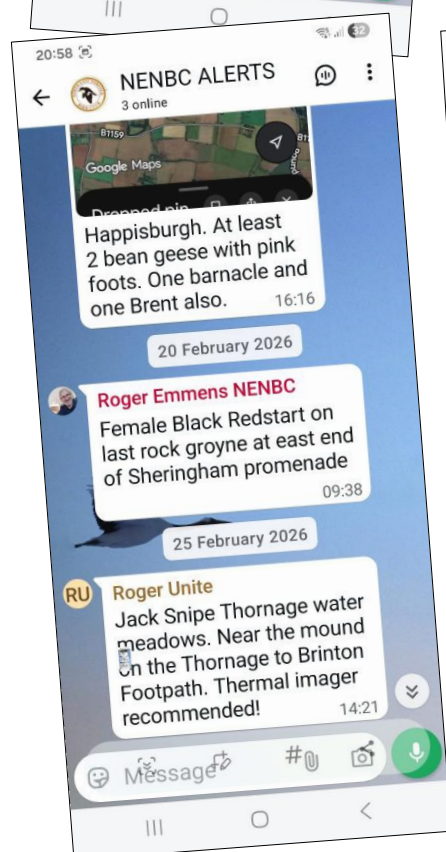 20:58
32
NENBC ALERTS
3 online
B1159
Google Maps
Dropped pin
Happisburgh. At least
2 bean geese with pink
foots. One barnacle and
one Brent also.
16:16
20 February 2026
Roger Emmens NENBC
Female Black Redstart on
last rock groyne at east end
of Sheringham promenade
09:38
25 February 2026
RU
Roger Unite
Jack Snipe Thornage water
meadows. Near the mound
on the Thornage to Brinton
Footpath. Thermal imager
recommended!
14:21
Message